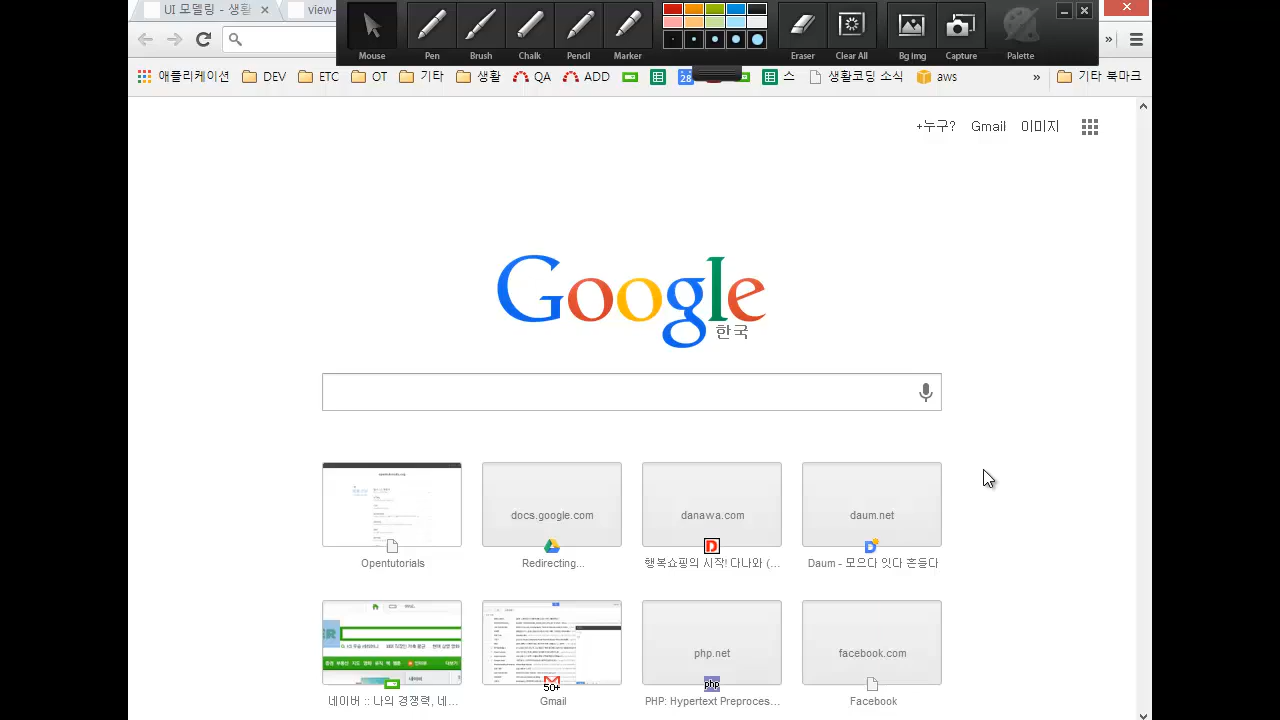 UI 모델링 - 생활
view-
Mouse
Pen
Brush
Chalk
Pencil
Marker
Eraser
Clear All
Bg Img
Capture
Palette
애플리케이션
DEV
ETC
OT
기타
생활
QA
ADD
28
스
생활코딩 소식
aws
»
기타 북마크
+누구?
Gmail
이미지
Google
한국
docs.google.com
danawa.com
daum.net
Opentutorials
Redirecting...
행복쇼핑의 시작! 다나와 (...
Daum - 모으다 잇다 흔들다
php.net
facebook.com
50+
php
네이버 :: 나의 경쟁력, 네...
Gmail
PHP: Hypertext Preproces...
Facebook